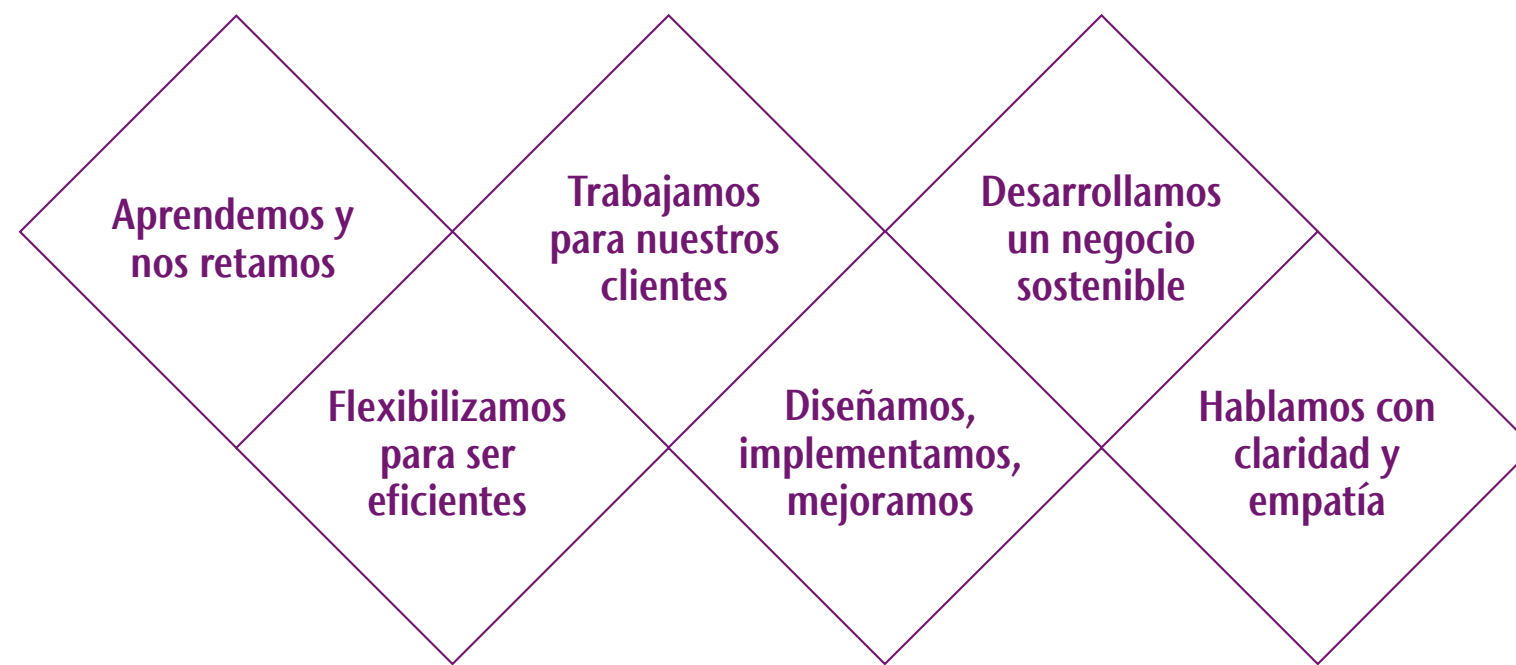 Aprendemos y
nos retamos
Trabajamos
para nuestros
clientes
Desarrollamos
un negocio
sostenible
Flexibilizamos
para ser
eficientes
Diseñamos,
implementamos,
mejoramos
Hablamos con
claridad y
empatía